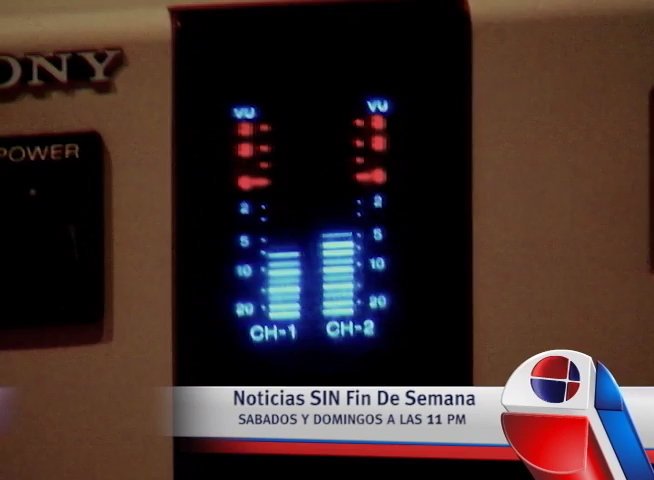 ONY
POWER
VU VU
2 2
5 5
10 10
20 20
CH-1 CH-2
Noticias SIN Fin De Semana
SABADOS Y DOMINGOS A LAS 11 PM